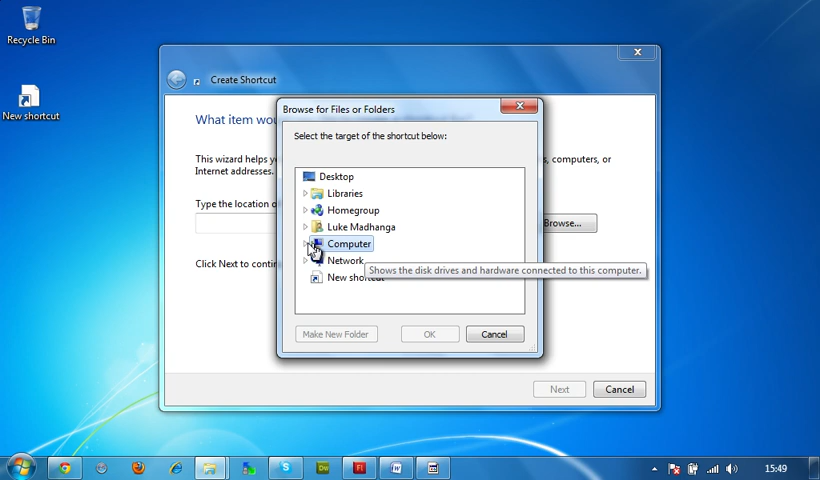 Recycle Bin
New shortcut
Create Shortcut
What item wou
This wizard helps y
s, computers, or
Internet addresses.
Type the location o
Browse...
Click Next to contin
Next
Cancel
Browse for Files or Folders
Select the target of the shortcut below:
Desktop
Libraries
Homegroup
Luke Madhanga
Computer
Network
Shows the disk drives and hardware connected to this computer.
New shortcut
Make New Folder
OK
Cancel
Dw
Fl
W
15:49